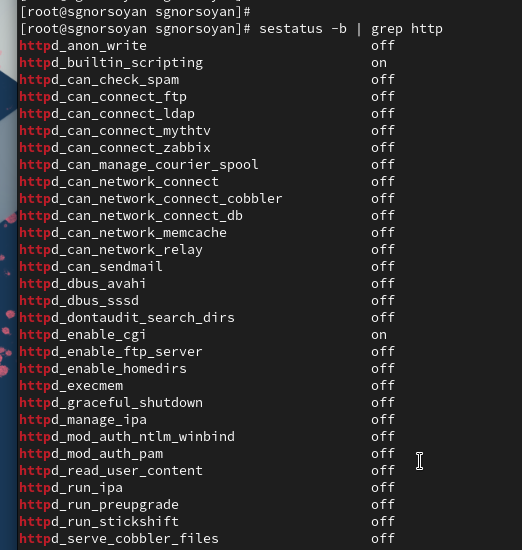 [root@sgnorsoyan sgnorsoyan]#
[root@sgnorsoyan sgnorsoyan]# sestatus -b | grep http
httpd_anon_write off
httpd_builtin_scripting on
httpd_can_check_spam off
httpd_can_connect_ftp off
httpd_can_connect_ldap off
httpd_can_connect_mythtv off
httpd_can_connect_zabbix off
httpd_can_manage_courier_spool off
httpd_can_network_connect off
httpd_can_network_connect_cobbler off
httpd_can_network_connect_db off
httpd_can_network_memcache off
httpd_can_network_relay off
httpd_can_sendmail off
httpd_dbus_avahi off
httpd_dbus_sssd off
httpd_dontaudit_search_dirs off
httpd_enable_cgi on
httpd_enable_ftp_server off
httpd_enable_homedirs off
httpd_execmem off
httpd_graceful_shutdown off
httpd_manage_ipa off
httpd_mod_auth_ntlm_winbind off
httpd_mod_auth_pam off
httpd_read_user_content off
httpd_run_ipa off
httpd_run_preupgrade off
httpd_run_stickshift off
httpd_serve_cobbler_files off